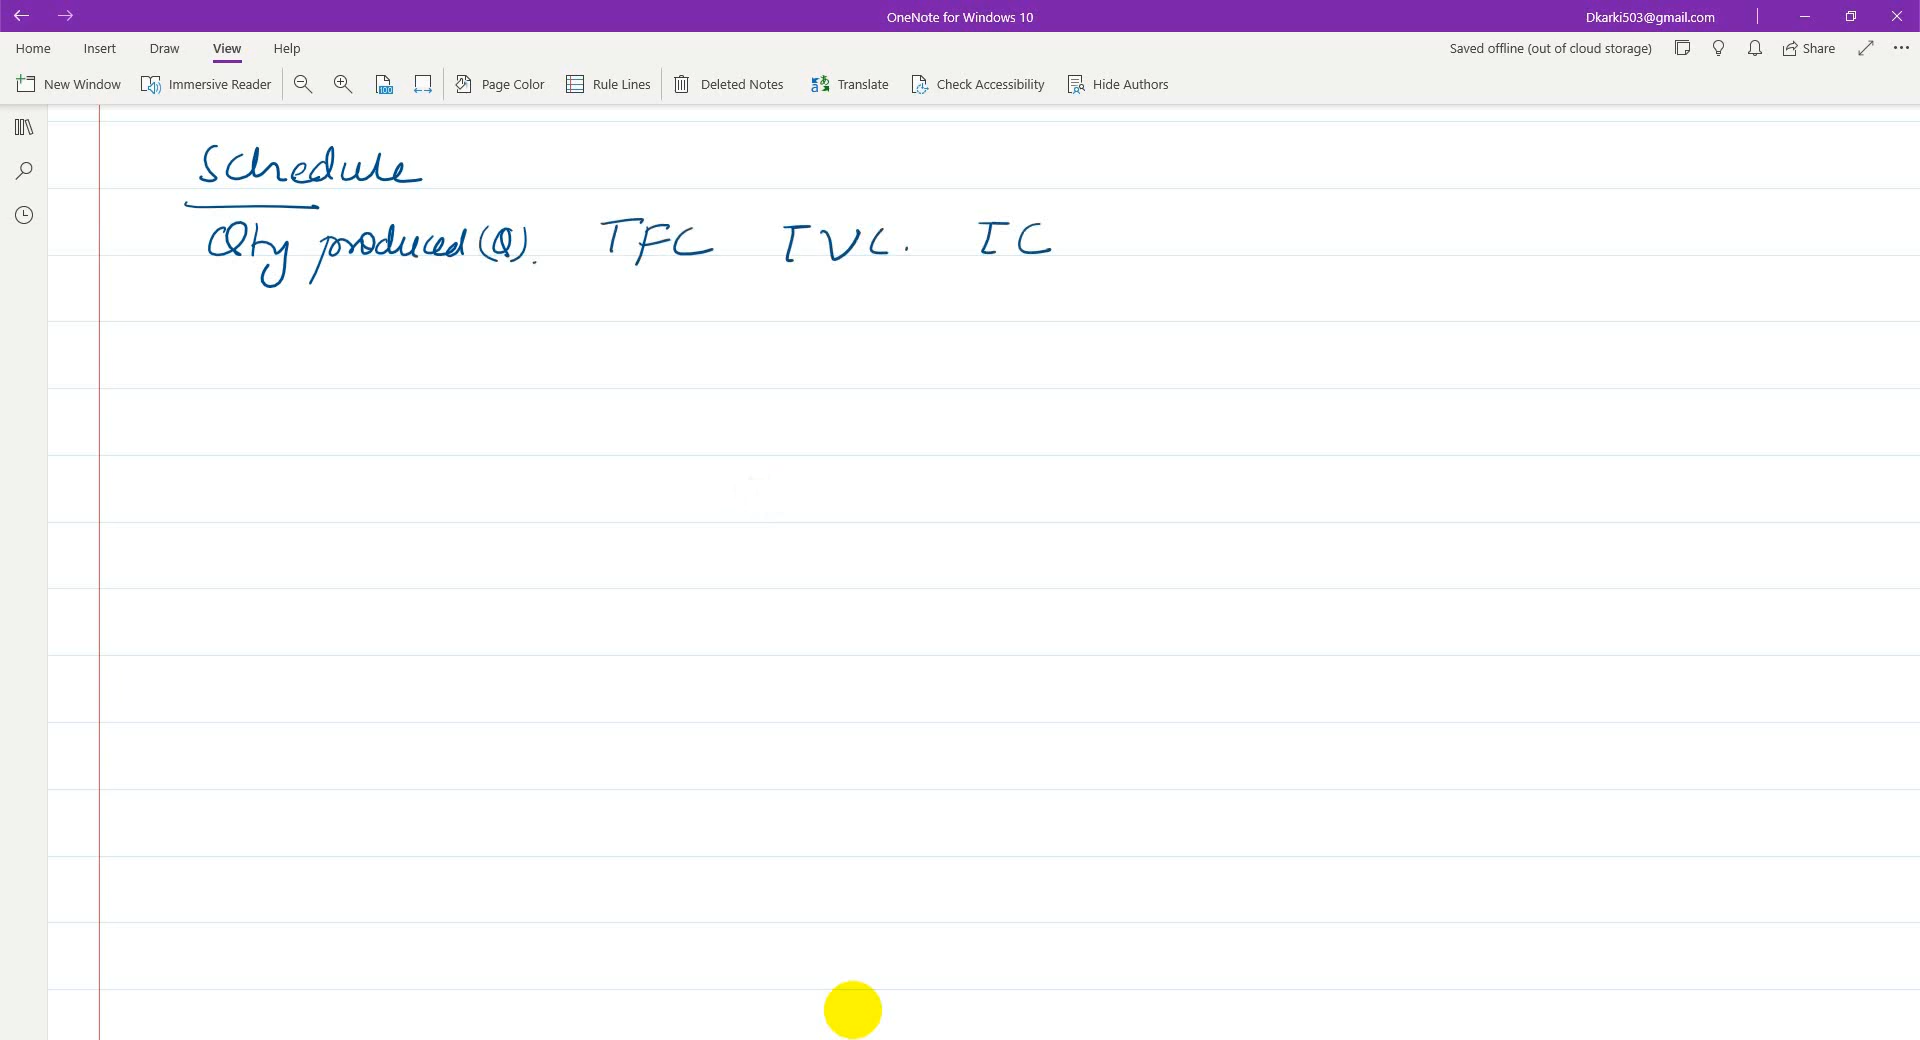 OneNote for Windows 10
Dkarki503@gmail.com
Home Insert Draw View Help
Saved offline (out of cloud storage) Share
New Window Immersive Reader 100 Page Color Rule Lines Deleted Notes Translate Check Accessibility Hide Authors
Schedule
Qty produced (Q). TFC TVC. TC